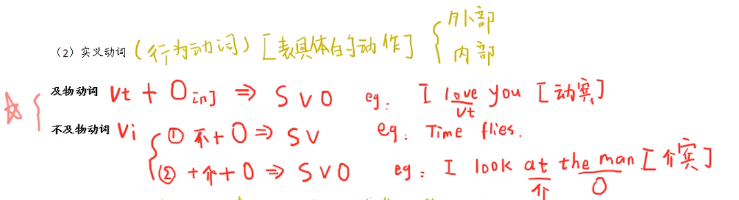 外部
(2) 实义动词 (行为动词) [表具体的动作]
内部
及物动词 Vt + O[宾] ⇒ S V O eg: I love you [动宾]
Vt
不及物动词 Vi ① 不+O ⇒ SV eg: Time flies.
② +介+O ⇒ S V O eg: I look at the man [介宾]
介 O